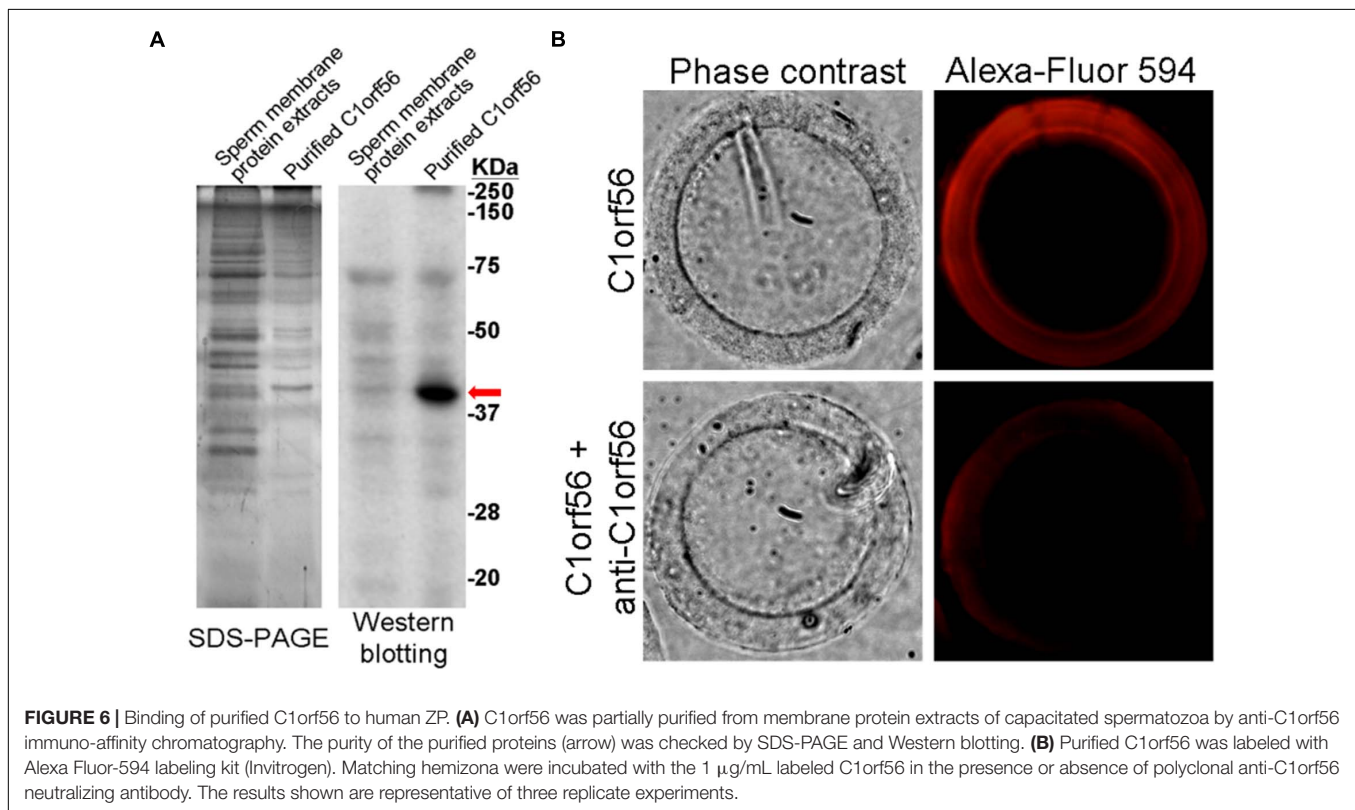 A
B
Sperm membrane
protein extracts
Purified C1orf56
Sperm membrane
protein extracts
Purified C1orf56
KDa
-250
-150
-75
-50
-37
-28
-20
SDS-PAGE
Western
blotting
Phase contrast
Alexa-Fluor 594
C1orf56
C1orf56 +
anti-C1orf56
FIGURE 6 | Binding of purified C1orf56 to human ZP. (A) C1orf56 was partially purified from membrane protein extracts of capacitated spermatozoa by anti-C1orf56
immuno-affinity chromatography. The purity of the purified proteins (arrow) was checked by SDS-PAGE and Western blotting. (B) Purified C1orf56 was labeled with
Alexa Fluor-594 labeling kit (Invitrogen). Matching hemizona were incubated with the 1 μg/mL labeled C1orf56 in the presence or absence of polyclonal anti-C1orf56
neutralizing antibody. The results shown are representative of three replicate experiments.